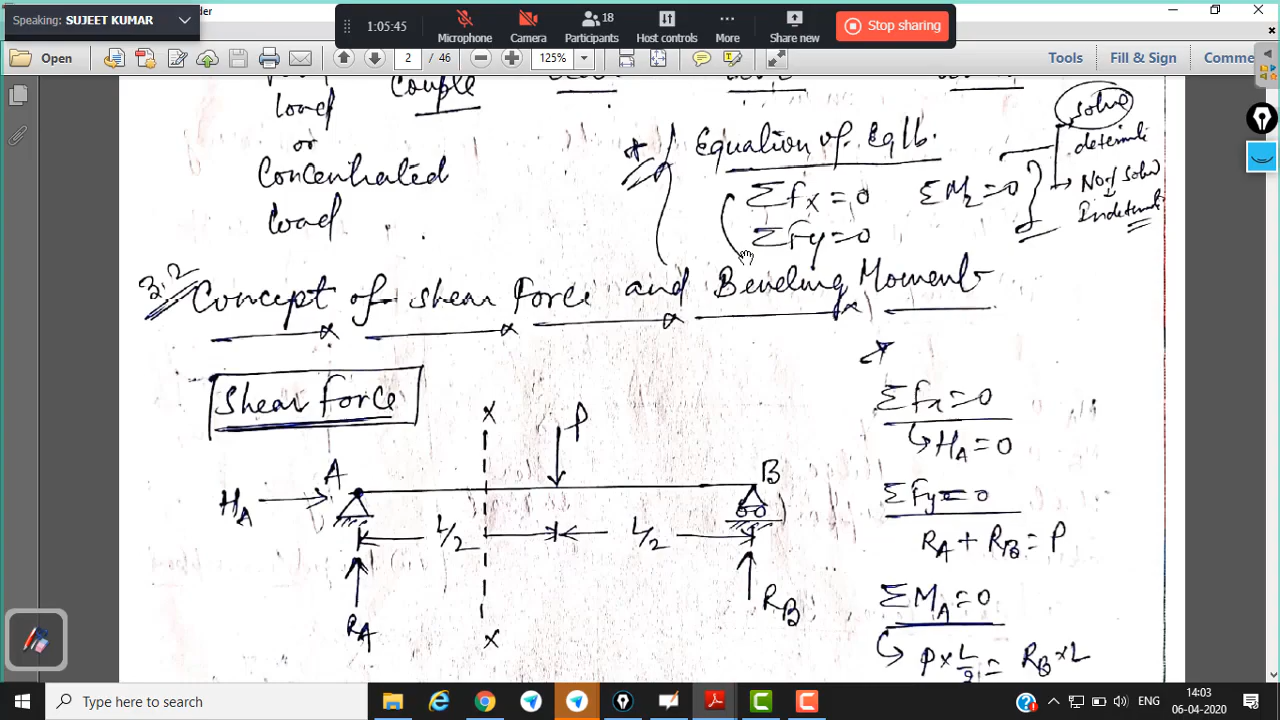 Speaking: SUJEET KUMAR
1:05:45
18
Microphone Camera Participants Host controls More Share new Stop sharing
Open 2 / 46 125% Tools Fill & Sign Comme
Couple
Load
or
Concentrated
Load
Equation of Eqlb.
ΣFx=0 ΣMz=0
ΣFy=0
solve
determi
Not solv
Indetermi
3.2 Concept of shear force and Bending Moment
Shear force
X
P
A
B
HA
L/2 L/2
RA
RB
X
ΣFx=0
HA=0
ΣFy=0
RA+RB=P
ΣMA=0
P×L/2=RB×L
Type here to search
ENG
14:03
06-04-2020